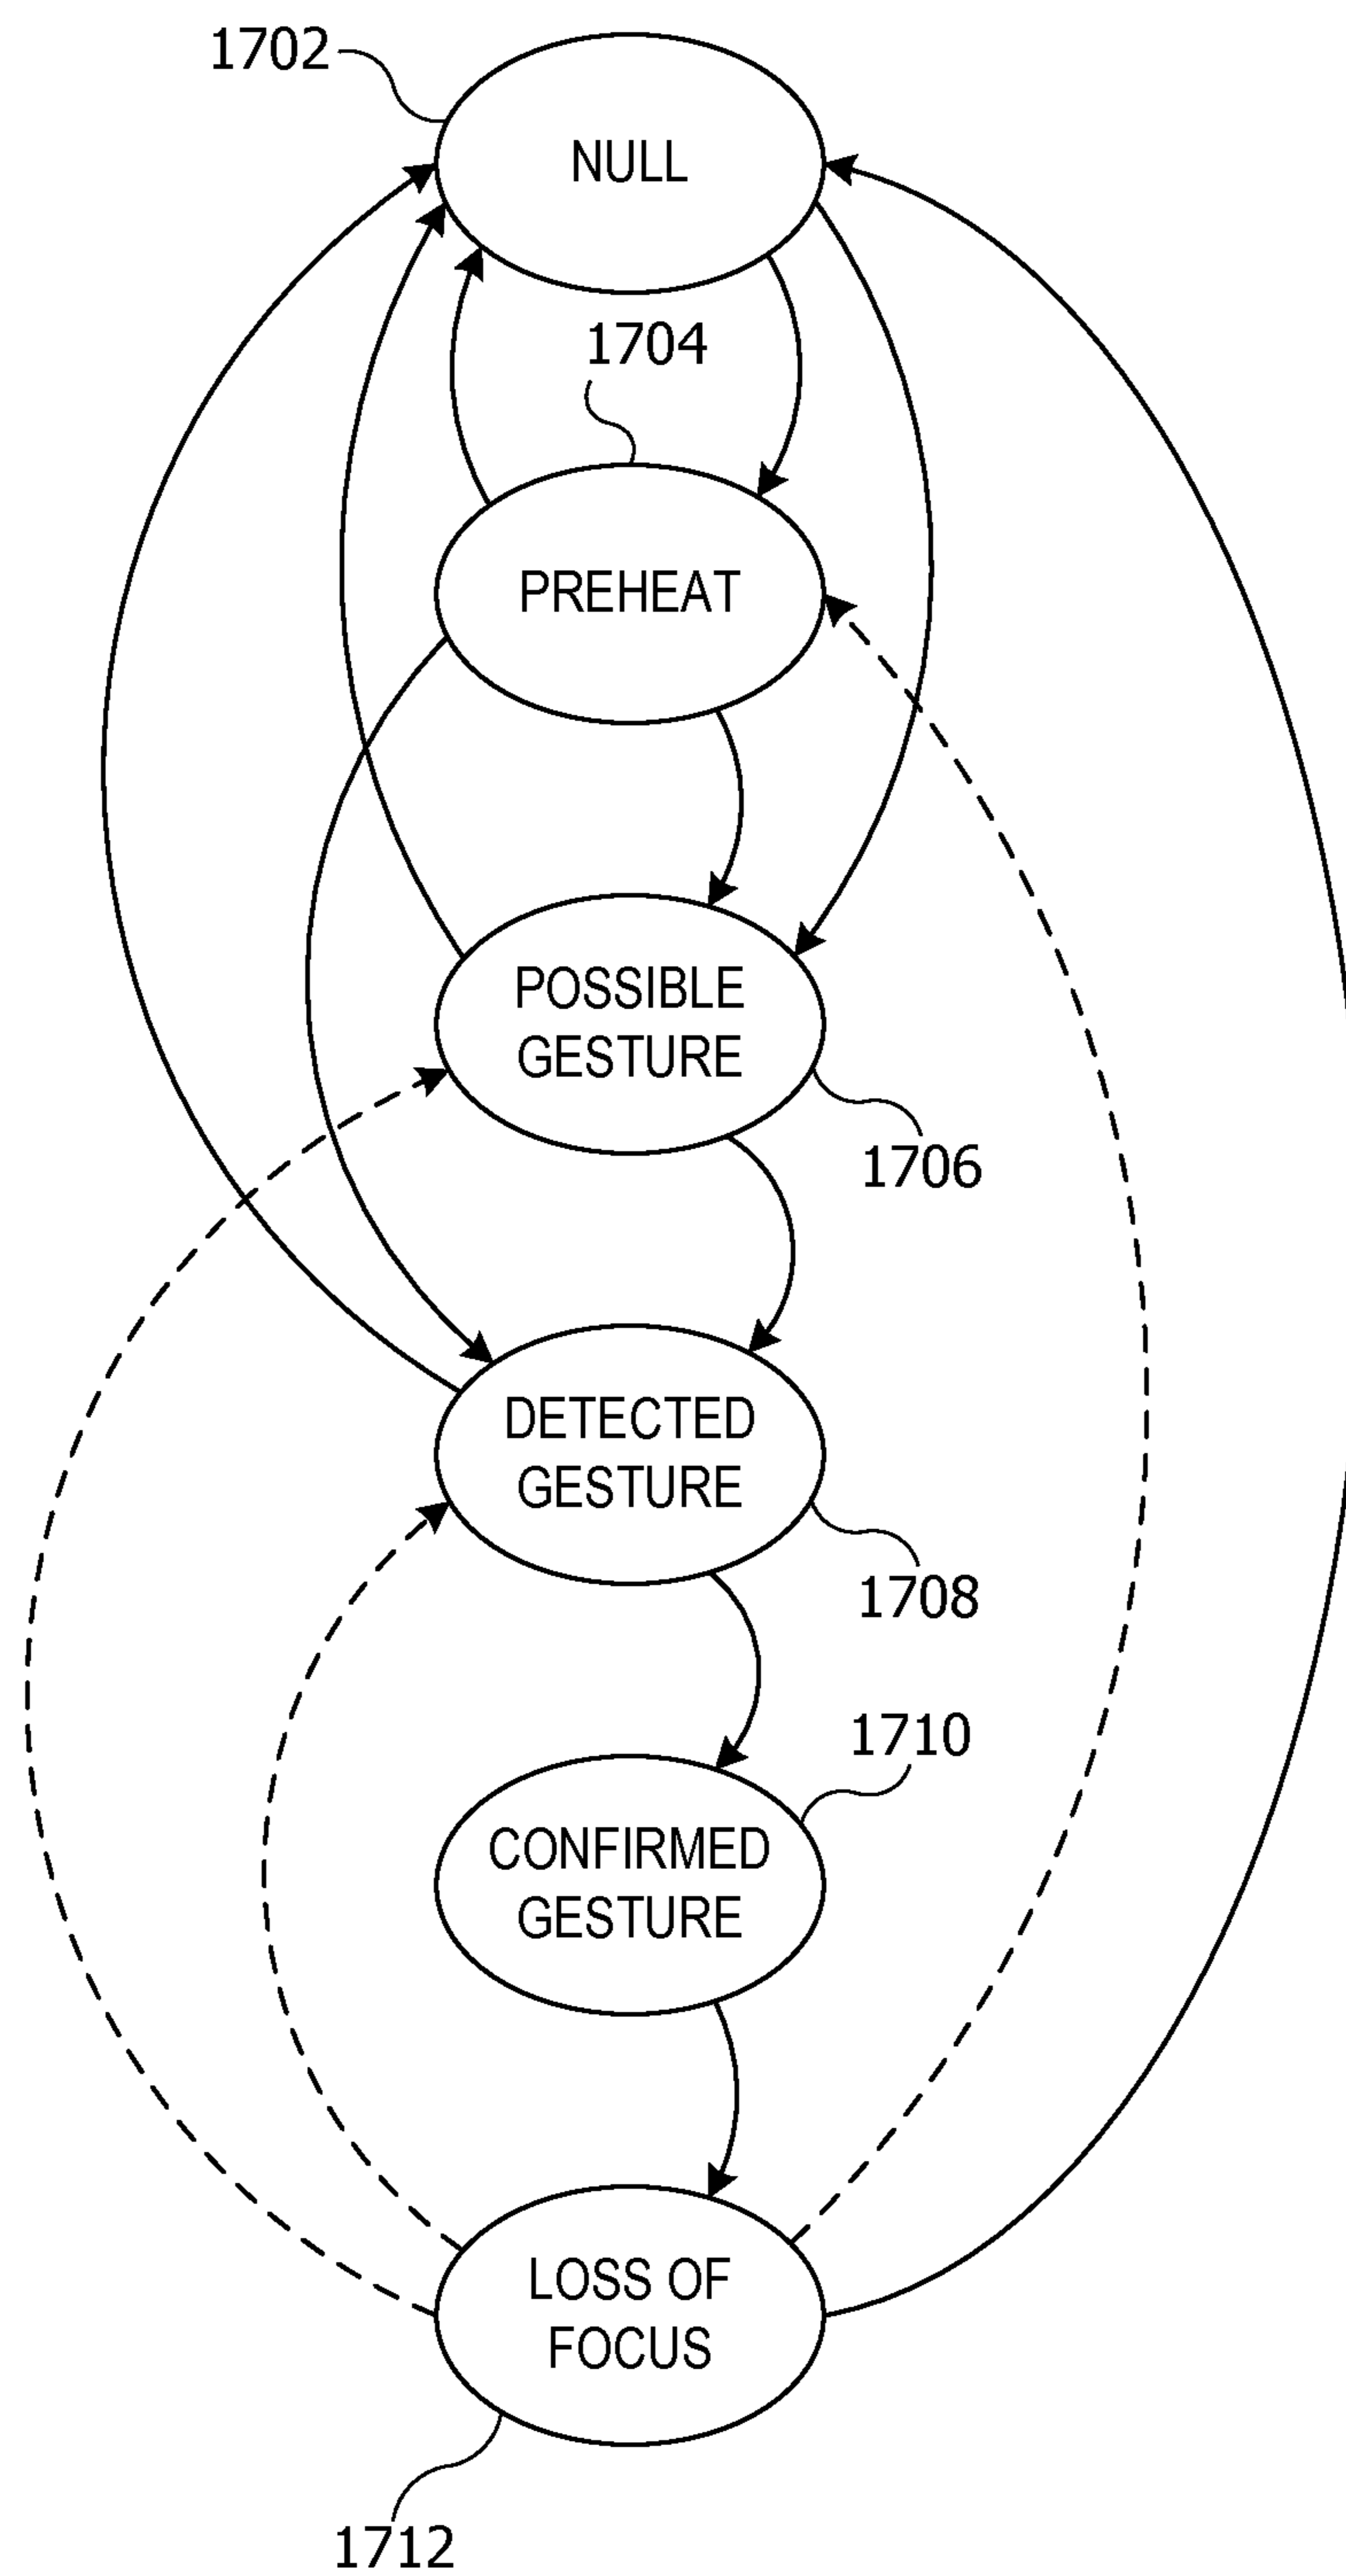 1702
NULL
1704
PREHEAT
POSSIBLE
GESTURE
1706
DETECTED
GESTURE
1708
1710
CONFIRMED
GESTURE
LOSS OF
FOCUS
1712